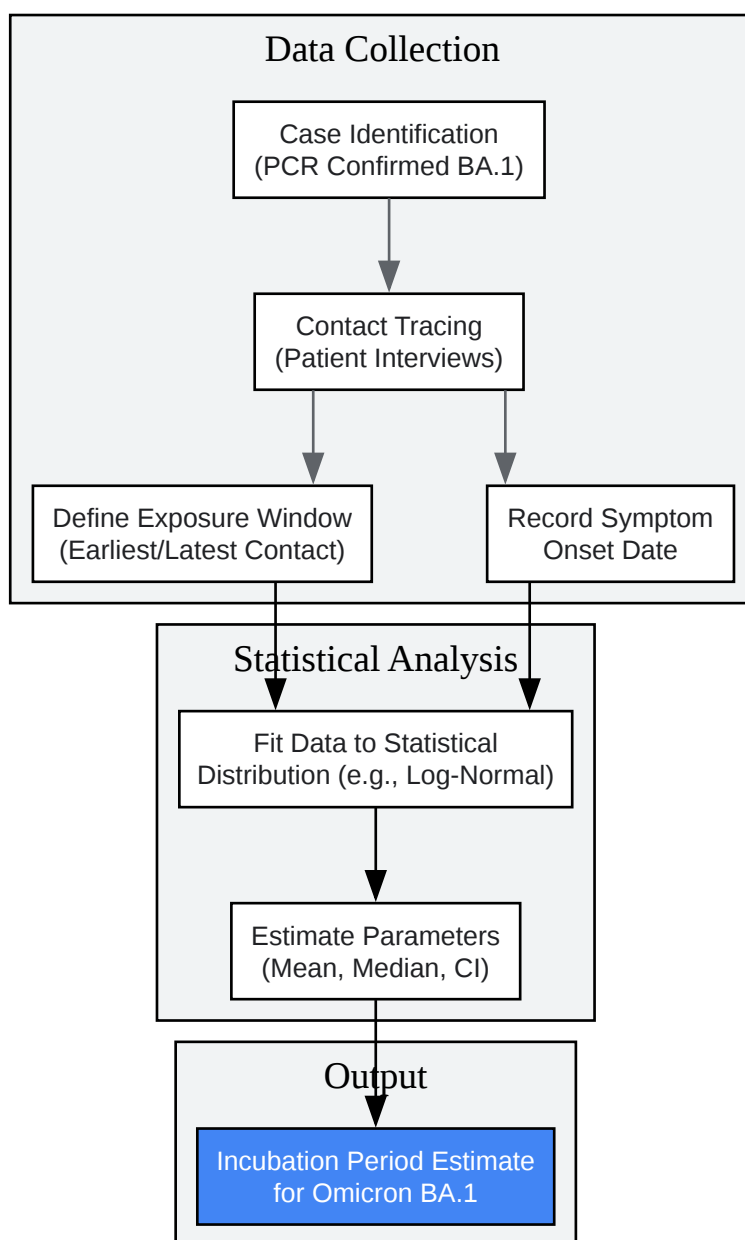 Data Collection
Case Identification
(PCR Confirmed BA.1)
Contact Tracing
(Patient Interviews)
Define Exposure Window
(Earliest/Latest Contact)
Record Symptom
Onset Date
Statistical Analysis
Fit Data to Statistical
Distribution (e.g., Log-Normal)
Estimate Parameters
(Mean, Median, CI)
Output
Incubation Period Estimate
for Omicron BA.1